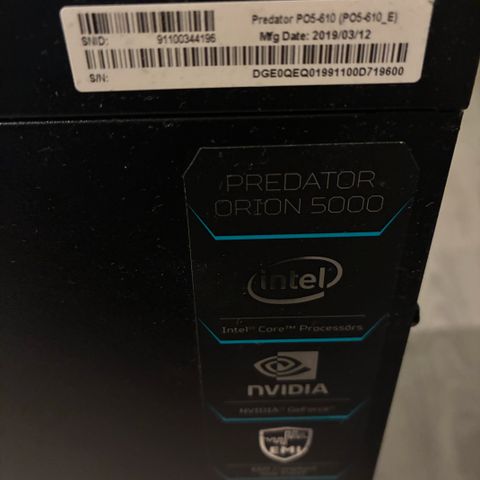 Predator PO5-610 (PO5-610_E)
SNID: 91100344196 Mfg Date: 2019/03/12
S/N: DGE0QEQ01991100D719600
PREDATOR
ORION 5000
intel
Intel® Core™ Processors
NVIDIA
NVIDIA® GEFORCE®
EMI